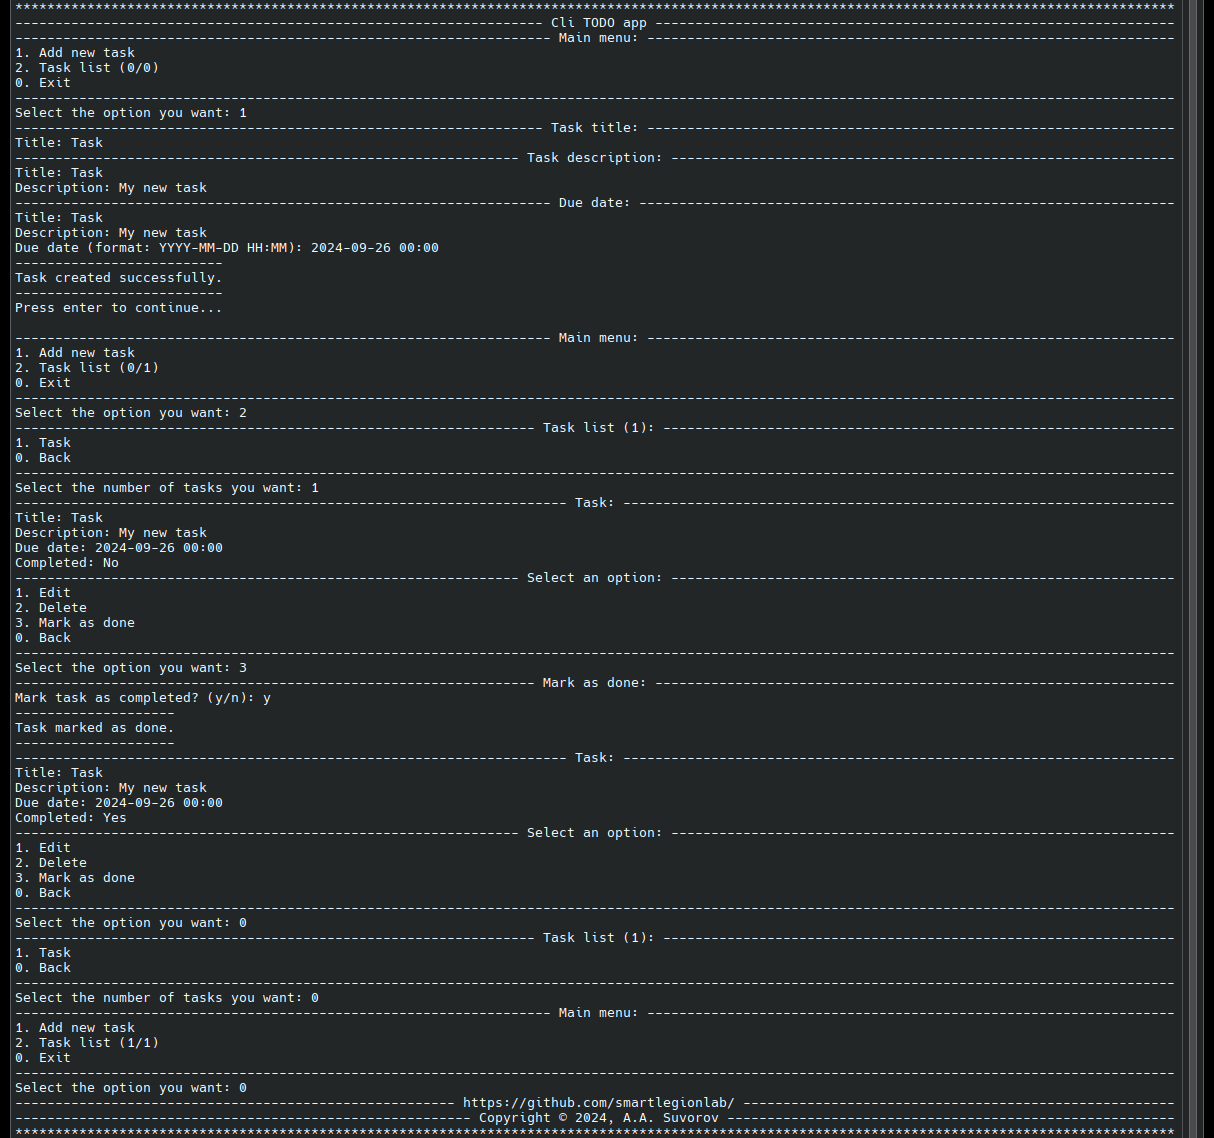 ************************************************************************************************************************************************
------------------------------------------------------------------ Cli TODO app -----------------------------------------------------------------
------------------------------------------------------------------- Main menu: ------------------------------------------------------------------
1. Add new task
2. Task list (0/0)
0. Exit
-------------------------------------------------------------------------------------------------------------------------------------------------
Select the option you want: 1
------------------------------------------------------------------ Task title: ------------------------------------------------------------------
Title: Task
--------------------------------------------------------------- Task description: ---------------------------------------------------------------
Title: Task
Description: My new task
------------------------------------------------------------------- Due date: -------------------------------------------------------------------
Title: Task
Description: My new task
Due date (format: YYYY-MM-DD HH:MM): 2024-09-26 00:00
--------------------------
Task created successfully.
--------------------------
Press enter to continue...
------------------------------------------------------------------- Main menu: ------------------------------------------------------------------
1. Add new task
2. Task list (0/1)
0. Exit
-------------------------------------------------------------------------------------------------------------------------------------------------
Select the option you want: 2
----------------------------------------------------------------- Task list (1): ----------------------------------------------------------------
1. Task
0. Back
-------------------------------------------------------------------------------------------------------------------------------------------------
Select the number of tasks you want: 1
--------------------------------------------------------------------- Task: ---------------------------------------------------------------------
Title: Task
Description: My new task
Due date: 2024-09-26 00:00
Completed: No
--------------------------------------------------------------- Select an option: ---------------------------------------------------------------
1. Edit
2. Delete
3. Mark as done
0. Back
-------------------------------------------------------------------------------------------------------------------------------------------------
Select the option you want: 3
----------------------------------------------------------------- Mark as done: -----------------------------------------------------------------
Mark task as completed? (y/n): y
--------------------
Task marked as done.
--------------------
--------------------------------------------------------------------- Task: ---------------------------------------------------------------------
Title: Task
Description: My new task
Due date: 2024-09-26 00:00
Completed: Yes
--------------------------------------------------------------- Select an option: ---------------------------------------------------------------
1. Edit
2. Delete
3. Mark as done
0. Back
-------------------------------------------------------------------------------------------------------------------------------------------------
Select the option you want: 0
----------------------------------------------------------------- Task list (1): ----------------------------------------------------------------
1. Task
0. Back
-------------------------------------------------------------------------------------------------------------------------------------------------
Select the number of tasks you want: 0
------------------------------------------------------------------- Main menu: ------------------------------------------------------------------
1. Add new task
2. Task list (1/1)
0. Exit
-------------------------------------------------------------------------------------------------------------------------------------------------
Select the option you want: 0
------------------------------------------------------- https://github.com/smartlegionlab/ ------------------------------------------------------
--------------------------------------------------------- Copyright © 2024, A.A. Suvorov --------------------------------------------------------
************************************************************************************************************************************************